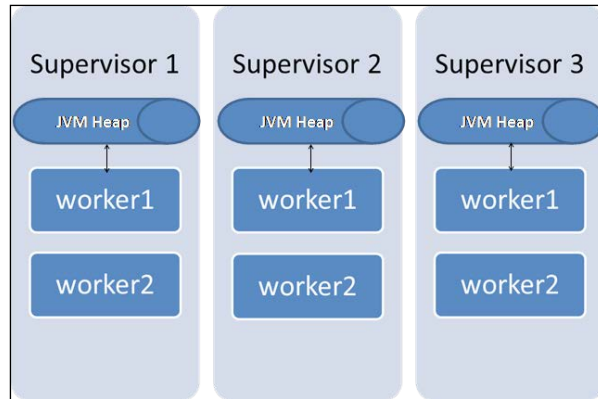 Supervisor 1
JVM Heap
worker1
worker2
Supervisor 2
JVM Heap
worker1
worker2
Supervisor 3
JVM Heap
worker1
worker2